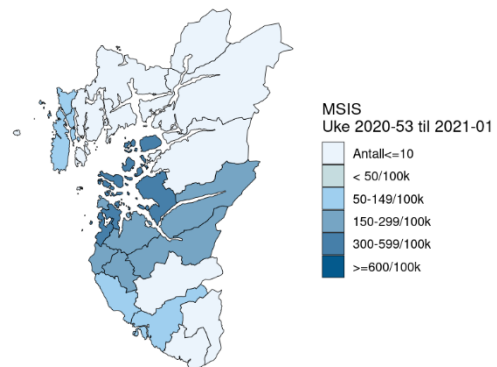 MSIS
Uke 2020-53 til 2021-01
Antall<=10
< 50/100k
50-149/100k
150-299/100k
300-599/100k
>=600/100k